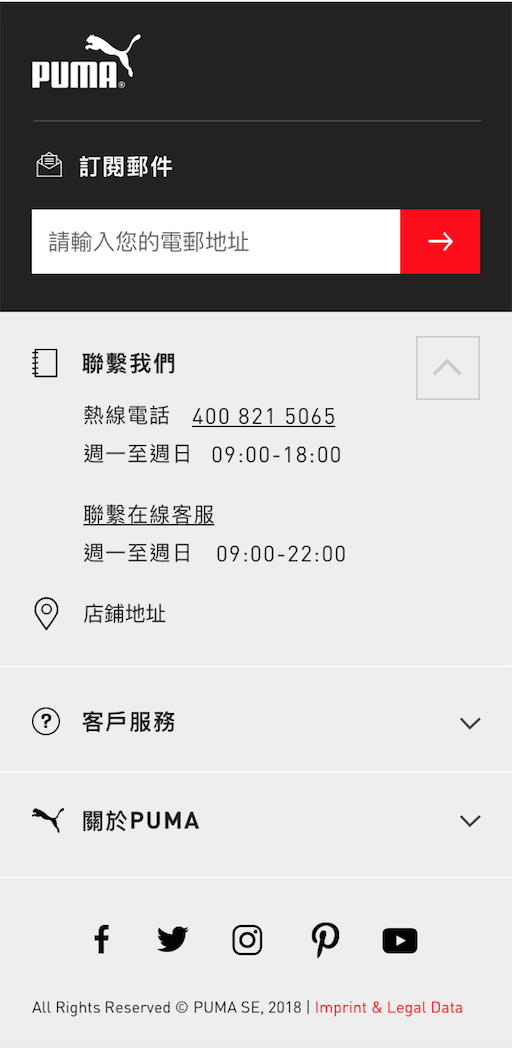 PUMA®
訂閱郵件
請輸入您的電郵地址
聯繫我們
熱線電話 400 821 5065
週一至週日 09:00-18:00
聯繫在線客服
週一至週日 09:00-22:00
店鋪地址
客戶服務
關於PUMA
All Rights Reserved © PUMA SE, 2018 | Imprint & Legal Data